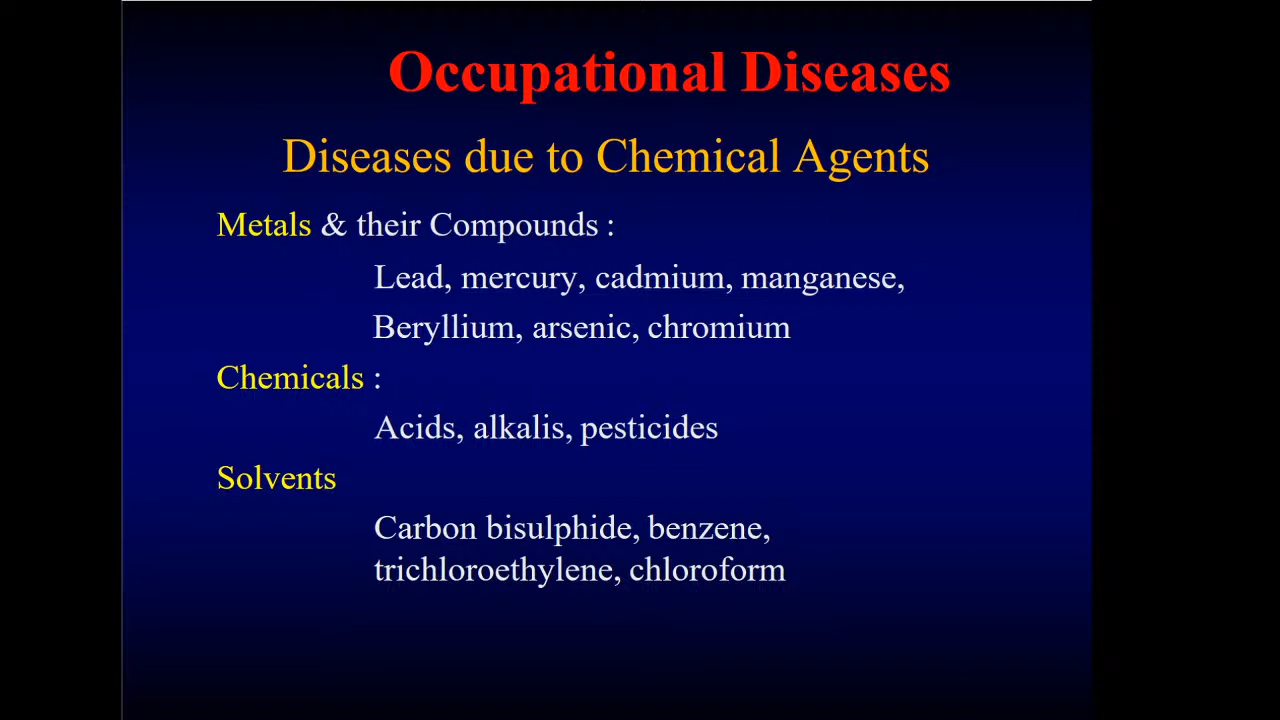 Occupational Diseases
Diseases due to Chemical Agents
Metals & their Compounds :
Lead, mercury, cadmium, manganese,
Beryllium, arsenic, chromium
Chemicals :
Acids, alkalis, pesticides
Solvents
Carbon bisulphide, benzene,
trichloroethylene, chloroform